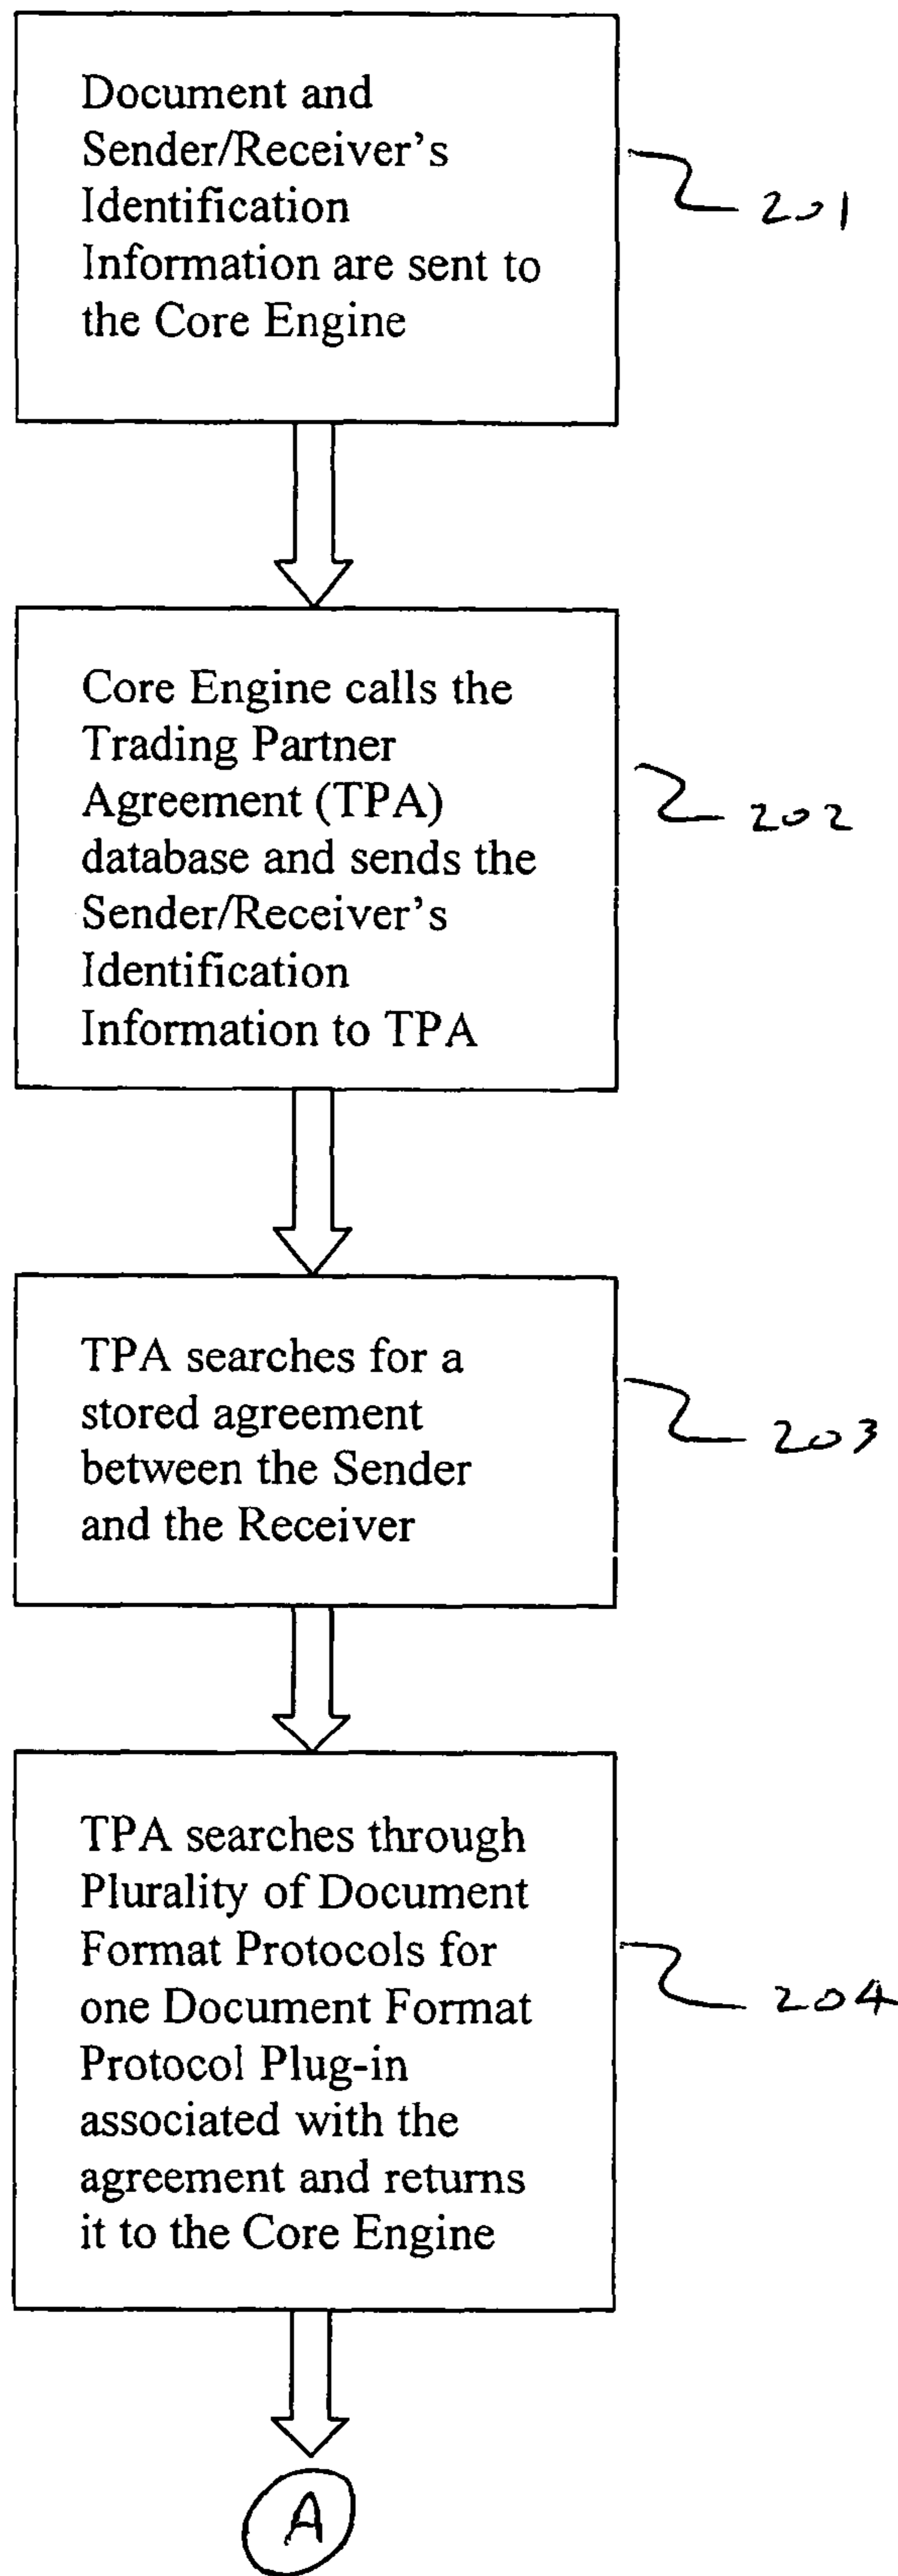 Document and
Sender/Receiver's
Identification
Information are sent to
the Core Engine
201
Core Engine calls the
Trading Partner
Agreement (TPA)
database and sends the
Sender/Receiver's
Identification
Information to TPA
202
TPA searches for a
stored agreement
between the Sender
and the Receiver
203
TPA searches through
Plurality of Document
Format Protocols for
one Document Format
Protocol Plug-in
associated with the
agreement and returns
it to the Core Engine
204
A